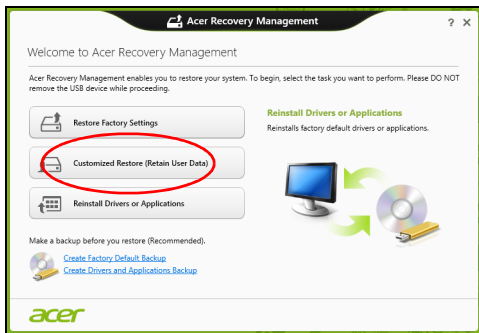 Acer Recovery Management
? ×
Welcome to Acer Recovery Management
Acer Recovery Management enables you to restore your system. To begin, select the task you want to perform. Please DO NOT
remove the USB device while proceeding.
Restore Factory Settings
Customized Restore (Retain User Data)
Reinstall Drivers or Applications
Reinstall Drivers or Applications
Reinstalls factory default drivers or applications.
Make a backup before you restore (Recommended).
Create Factory Default Backup
Create Drivers and Applications Backup
acer